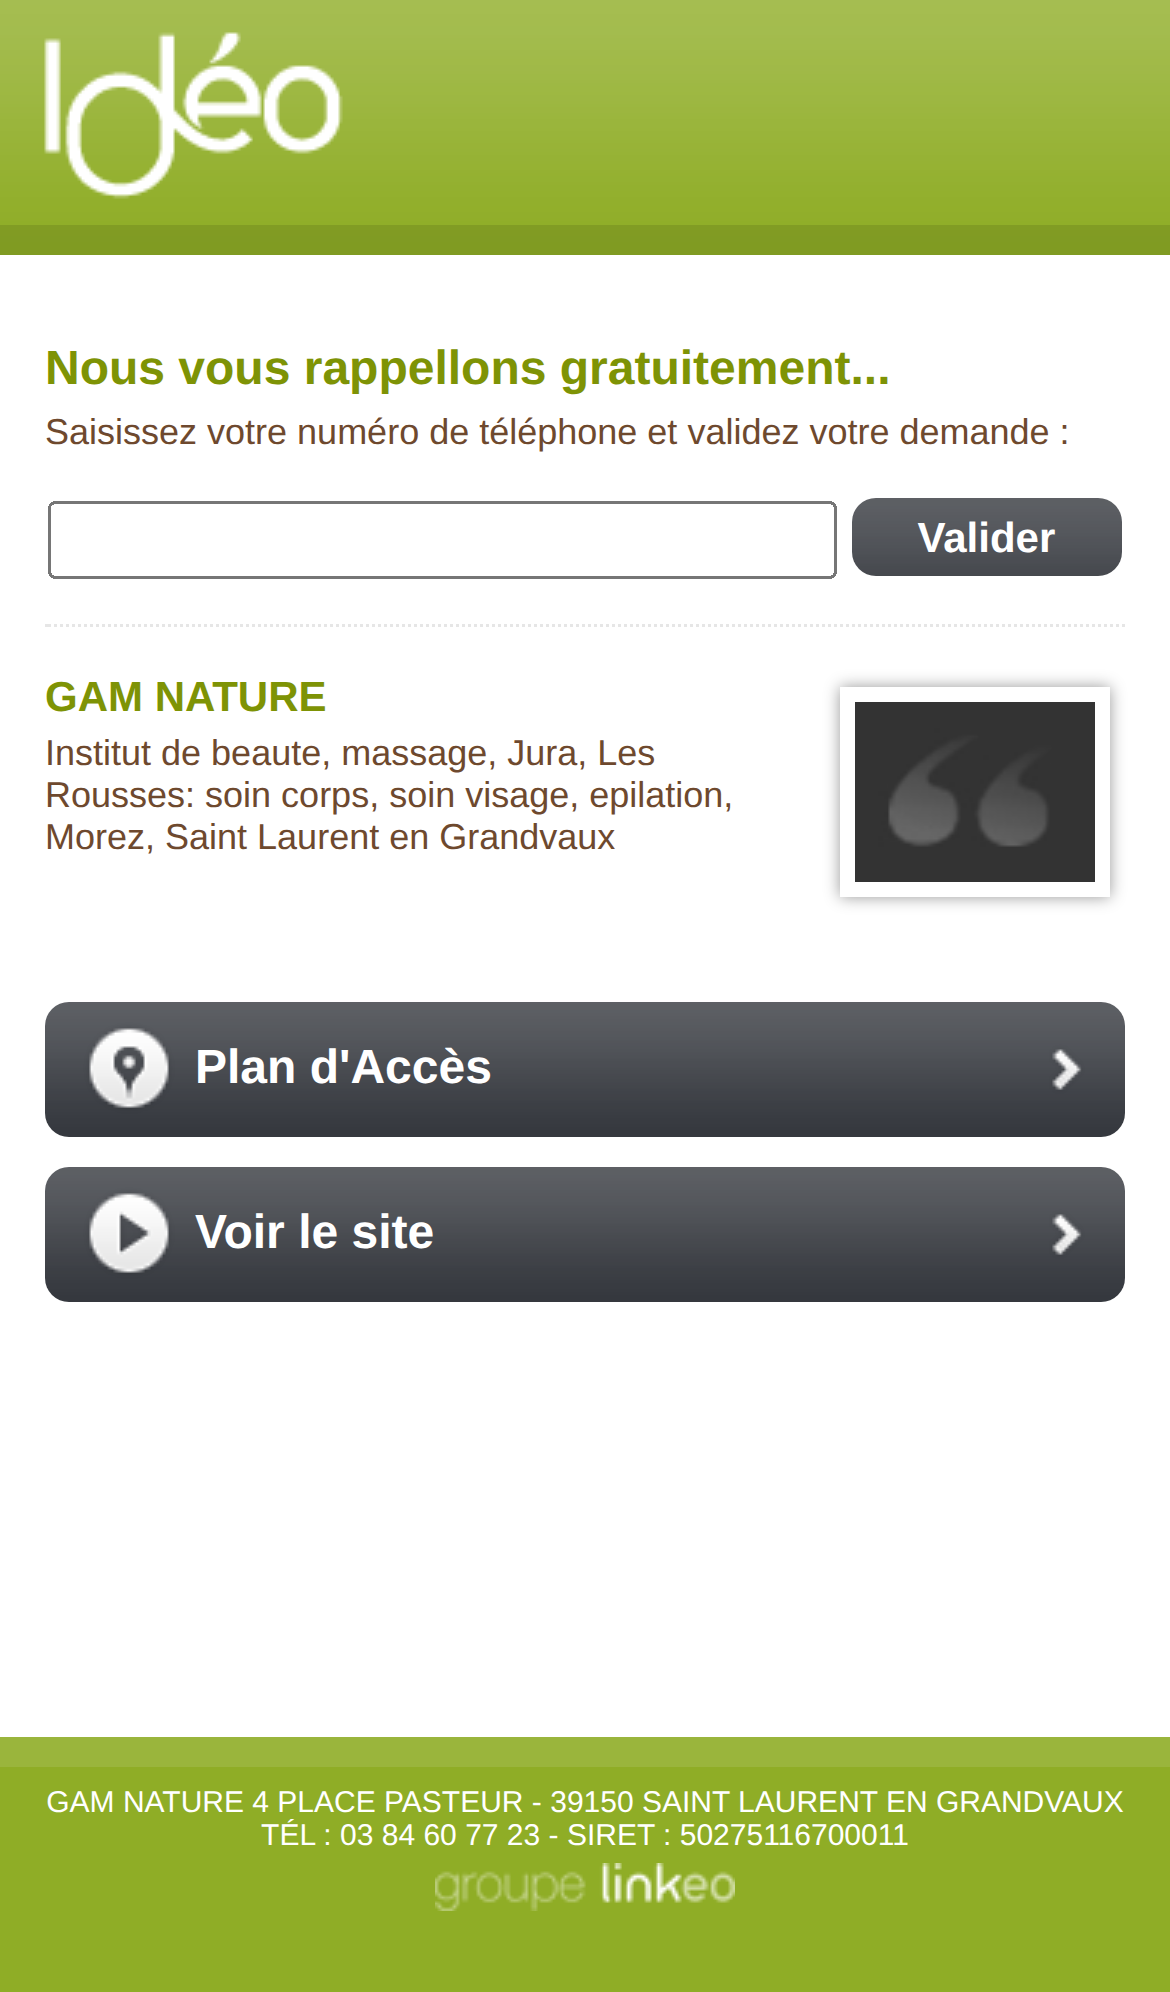 Idéo
Nous vous rappellons gratuitement...
Saisissez votre numéro de téléphone et validez votre demande :
Valider
GAM NATURE
Institut de beaute, massage, Jura, Les
Rousses: soin corps, soin visage, epilation,
Morez, Saint Laurent en Grandvaux
Plan d'Accès
Voir le site
GAM NATURE 4 PLACE PASTEUR - 39150 SAINT LAURENT EN GRANDVAUX
TÉL : 03 84 60 77 23 - SIRET : 50275116700011
groupe linkeo